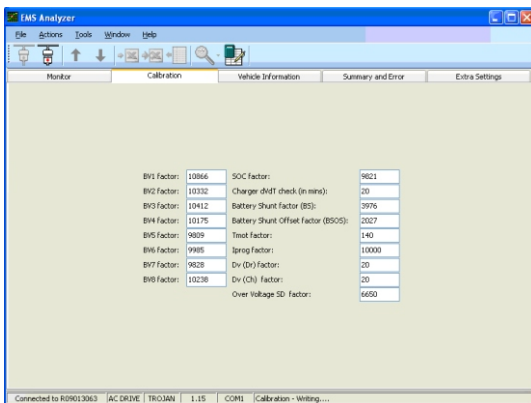 EMS Analyzer
File Actions Tools Window Help
Monitor Calibration Vehicle Information Summary and Error Extra Settings
BV1 factor: 10866 SOC factor: 9821
BV2 factor: 10332 Charger dVdT check (in mins): 20
BV3 factor: 10412 Battery Shunt factor (BS): 3976
BV4 factor: 10175 Battery Shunt Offset factor (BSOS): 2027
BV5 factor: 9809 Tmot factor: 140
BV6 factor: 9985 Iprog factor: 10000
BV7 factor: 9828 Dv (Dr) factor: 20
BV8 factor: 10238 Dv (Ch) factor: 20
Over Voltage SD factor: 6650
Connected to R09013063 AC DRIVE TROJAN 1.15 COM1 Calibration - Writing....